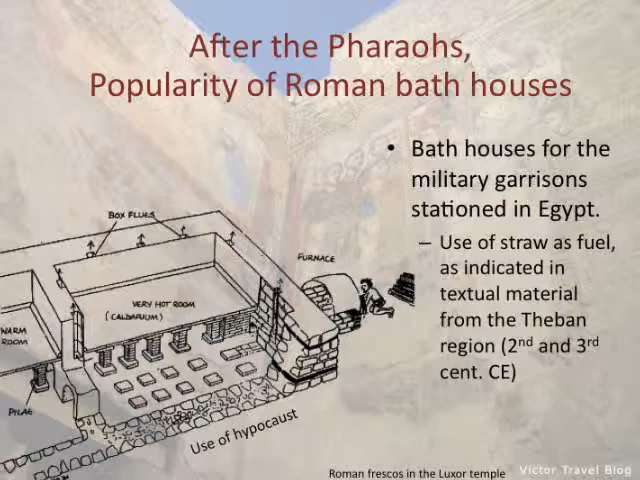 After the Pharaohs,
Popularity of Roman bath houses
• Bath houses for the
military garrisons
stationed in Egypt.
– Use of straw as fuel,
as indicated in
textual material
from the Theban
region (2nd and 3rd
cent. CE)
BOX FLUES
FURNACE
VERY HOT ROOM
(CALDARIUM)
WARM
ROOM
PILAE
Use of hypocaust
Roman frescos in the Luxor temple
Victor Travel Blog